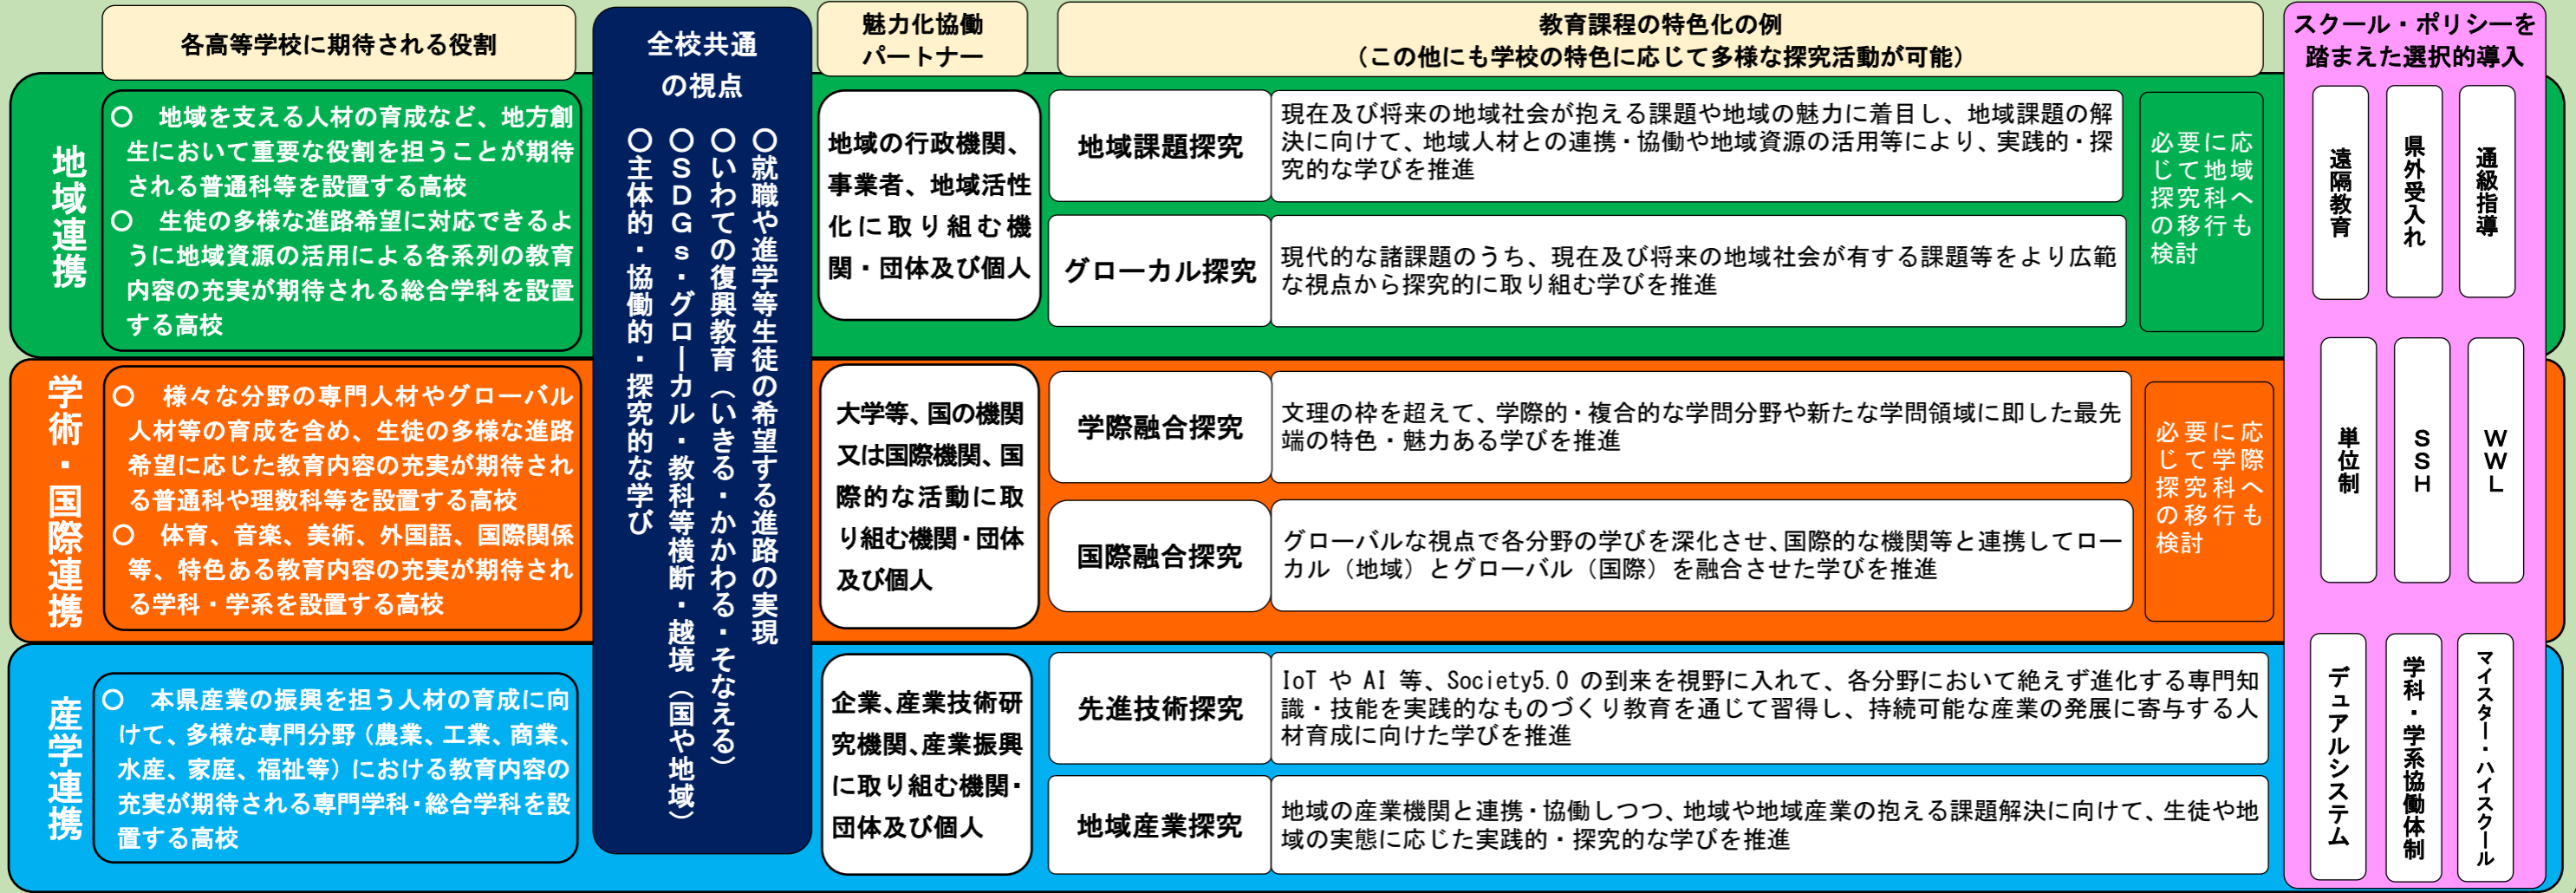 各高等学校に期待される役割
全校共通
の視点
魅力化協働
パートナー
教育課程の特色化の例
（この他にも学校の特色に応じて多様な探究活動が可能）
スクール・ポリシーを
踏まえた選択的導入
地域連携
○　地域を支える人材の育成など、地方創
生において重要な役割を担うことが期待
される普通科等を設置する高校
○　生徒の多様な進路希望に対応できるよ
うに地域資源の活用による各系列の教育
内容の充実が期待される総合学科を設置
する高校
○就職や進学等生徒の希望する進路の実現
○いわての復興教育（いきる・かかわる・そなえる）
○ＳＤＧｓ・グローカル・教科等横断・越境（国や地域）
○主体的・協働的・探究的な学び
地域の行政機関、
事業者、地域活性
化に取り組む機
関・団体及び個人
地域課題探究
現在及び将来の地域社会が抱える課題や地域の魅力に着目し、地域課題の解
決に向けて、地域人材との連携・協働や地域資源の活用等により、実践的・探
究的な学びを推進
グローカル探究
現代的な諸課題のうち、現在及び将来の地域社会が有する課題等をより広範
な視点から探究的に取り組む学びを推進
必要に応
じて地域
探究科へ
の移行も
検討
遠隔教育
県外受入れ
通級指導
学術・国際連携
○　様々な分野の専門人材やグローバル
人材等の育成を含め、生徒の多様な進路
希望に応じた教育内容の充実が期待され
る普通科や理数科等を設置する高校
○　体育、音楽、美術、外国語、国際関係
等、特色ある教育内容の充実が期待され
る学科・学系を設置する高校
大学等、国の機関
又は国際機関、国
際的な活動に取
り組む機関・団体
及び個人
学際融合探究
文理の枠を超えて、学際的・複合的な学問分野や新たな学問領域に即した最先
端の特色・魅力ある学びを推進
国際融合探究
グローバルな視点で各分野の学びを深化させ、国際的な機関等と連携してロー
カル（地域）とグローバル（国際）を融合させた学びを推進
必要に応
じて学際
探究科へ
の移行も
検討
単位制
ＳＳＨ
ＷＷＬ
産学連携
○　本県産業の振興を担う人材の育成に向
けて、多様な専門分野（農業、工業、商業、
水産、家庭、福祉等）における教育内容の
充実が期待される専門学科・総合学科を設
置する高校
企業、産業技術研
究機関、産業振興
に取り組む機関・
団体及び個人
先進技術探究
IoT や AI 等、Society5.0 の到来を視野に入れて、各分野において絶えず進化する専門知
識・技能を実践的なものづくり教育を通じて習得し、持続可能な産業の発展に寄与する人
材育成に向けた学びを推進
地域産業探究
地域の産業機関と連携・協働しつつ、地域や地域産業の抱える課題解決に向けて、生徒や地
域の実態に応じた実践的・探究的な学びを推進
デュアルシステム
学科・学系協働体制
マイスター・ハイスクール